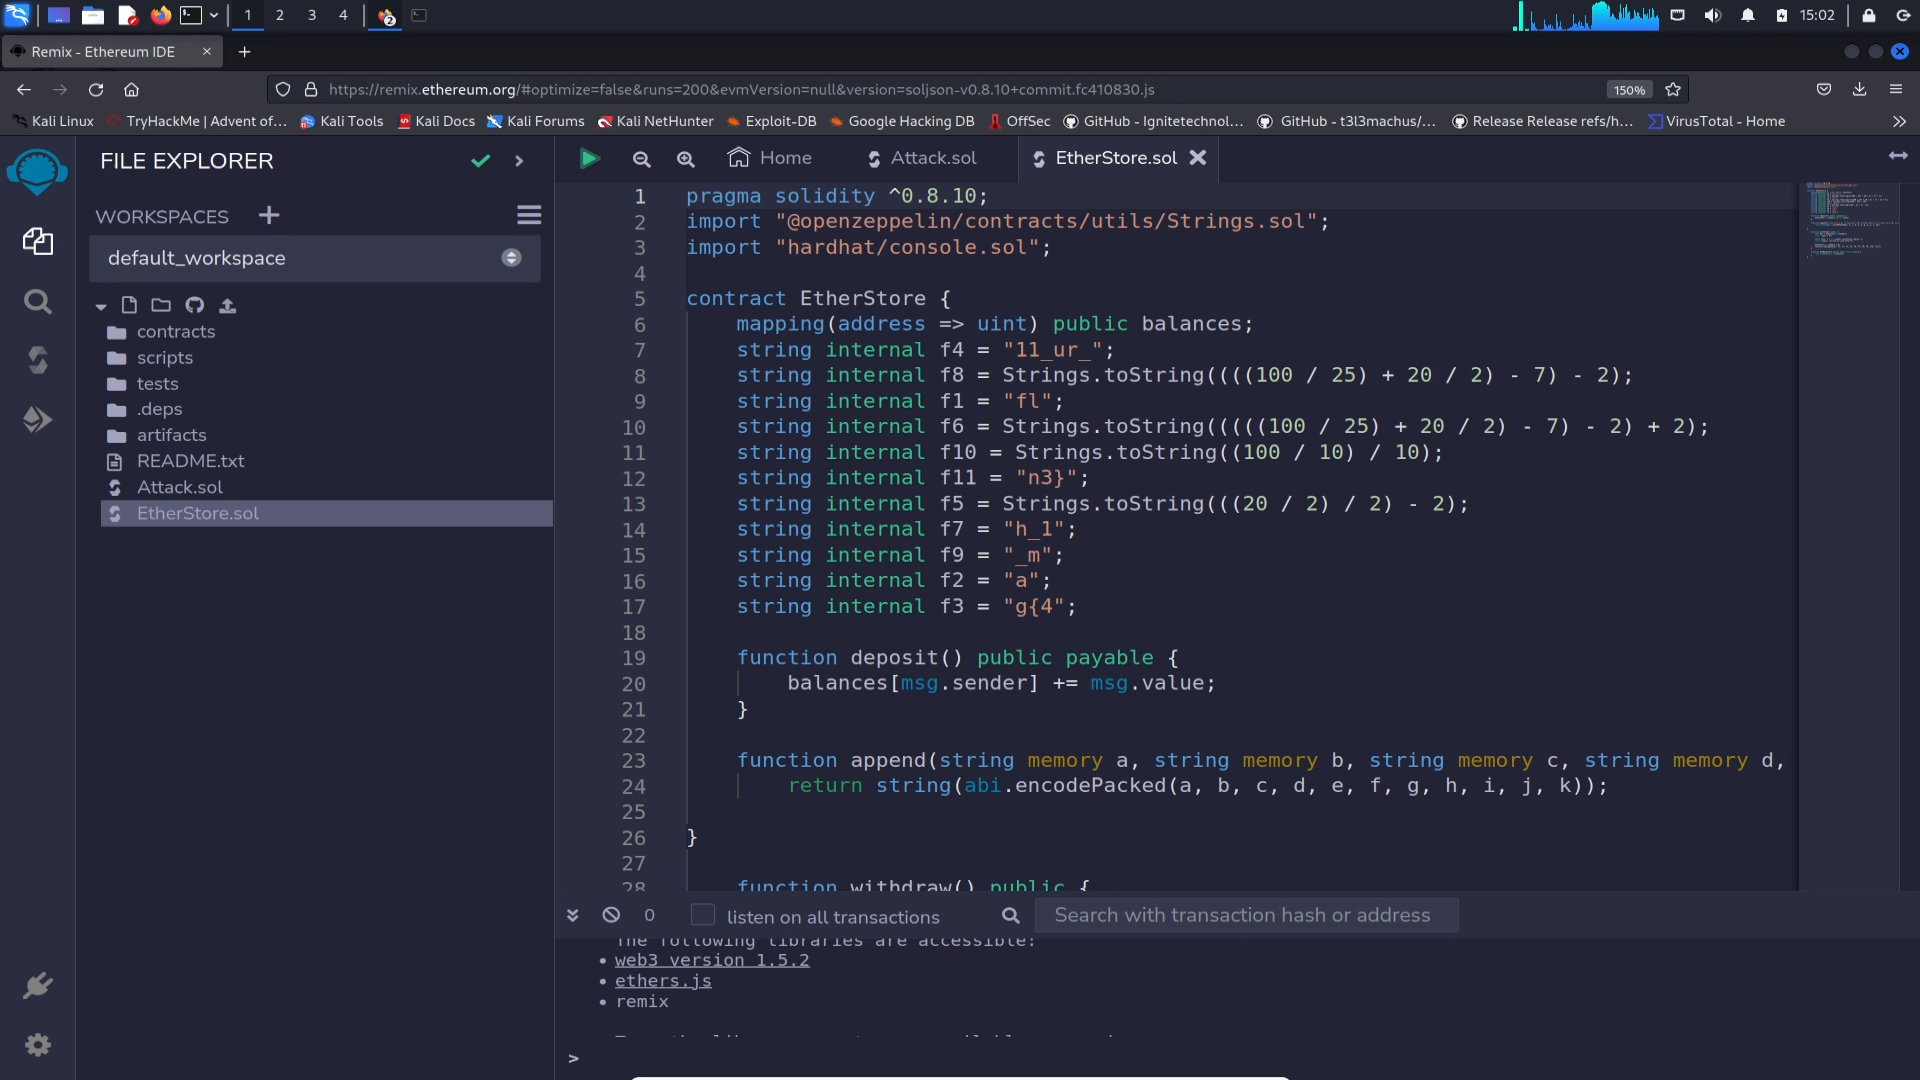 1 2 3 4 2 15:02
Remix - Ethereum IDE
https://remix.ethereum.org/#optimize=false&runs=200&evmVersion=null&version=soljson-v0.8.10+commit.fc410830.js 150%
Kali Linux TryHackMe | Advent of... Kali Tools Kali Docs Kali Forums Kali NetHunter Exploit-DB Google Hacking DB OffSec GitHub - Ignitetechnol... GitHub - t3l3machus/... Release Release refs/h... VirusTotal - Home
FILE EXPLORER
WORKSPACES
default_workspace
contracts
scripts
tests
.deps
artifacts
README.txt
Attack.sol
EtherStore.sol
Home Attack.sol EtherStore.sol
1 pragma solidity ^0.8.10;
2 import "@openzeppelin/contracts/utils/Strings.sol";
3 import "hardhat/console.sol";
4
5 contract EtherStore {
6 mapping(address => uint) public balances;
7 string internal f4 = "11_ur_";
8 string internal f8 = Strings.toString((((100 / 25) + 20 / 2) - 7) - 2);
9 string internal f1 = "fl";
10 string internal f6 = Strings.toString(((((100 / 25) + 20 / 2) - 7) - 2) + 2);
11 string internal f10 = Strings.toString((100 / 10) / 10);
12 string internal f11 = "n3}";
13 string internal f5 = Strings.toString(((20 / 2) / 2) - 2);
14 string internal f7 = "h_1";
15 string internal f9 = "_m";
16 string internal f2 = "a";
17 string internal f3 = "g{4";
18
19 function deposit() public payable {
20 balances[msg.sender] += msg.value;
21 }
22
23 function append(string memory a, string memory b, string memory c, string memory d,
24 return string(abi.encodePacked(a, b, c, d, e, f, g, h, i, j, k));
25
26 }
27
28 function withdraw() public {
0 listen on all transactions Search with transaction hash or address
The following libraries are accessible:
• web3 version 1.5.2
• ethers.js
• remix
>